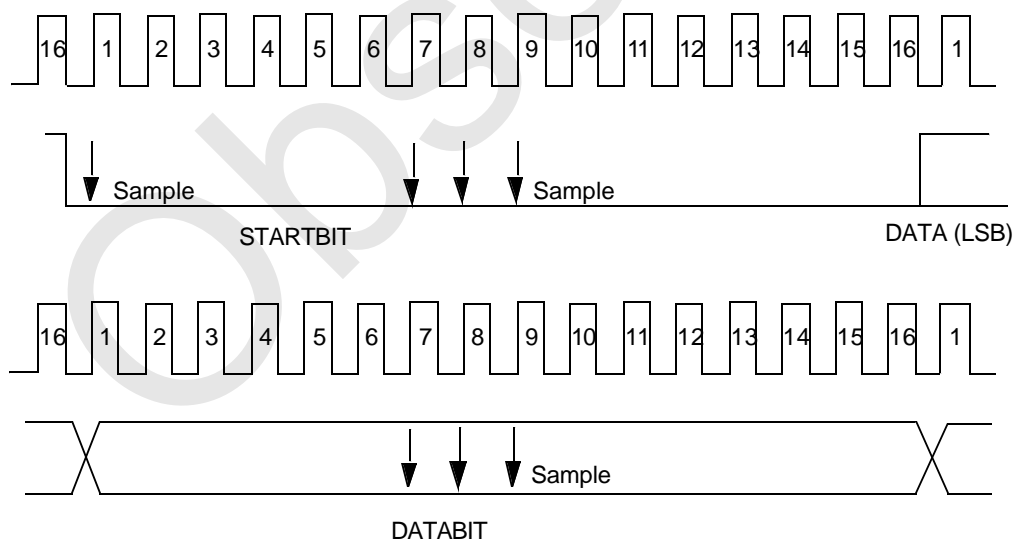 16 1 2 3 4 5 6 7 8 9 10 11 12 13 14 15 16 1
Sample Sample
STARTBIT DATA (LSB)
16 1 2 3 4 5 6 7 8 9 10 11 12 13 14 15 16 1
Sample
DATABIT